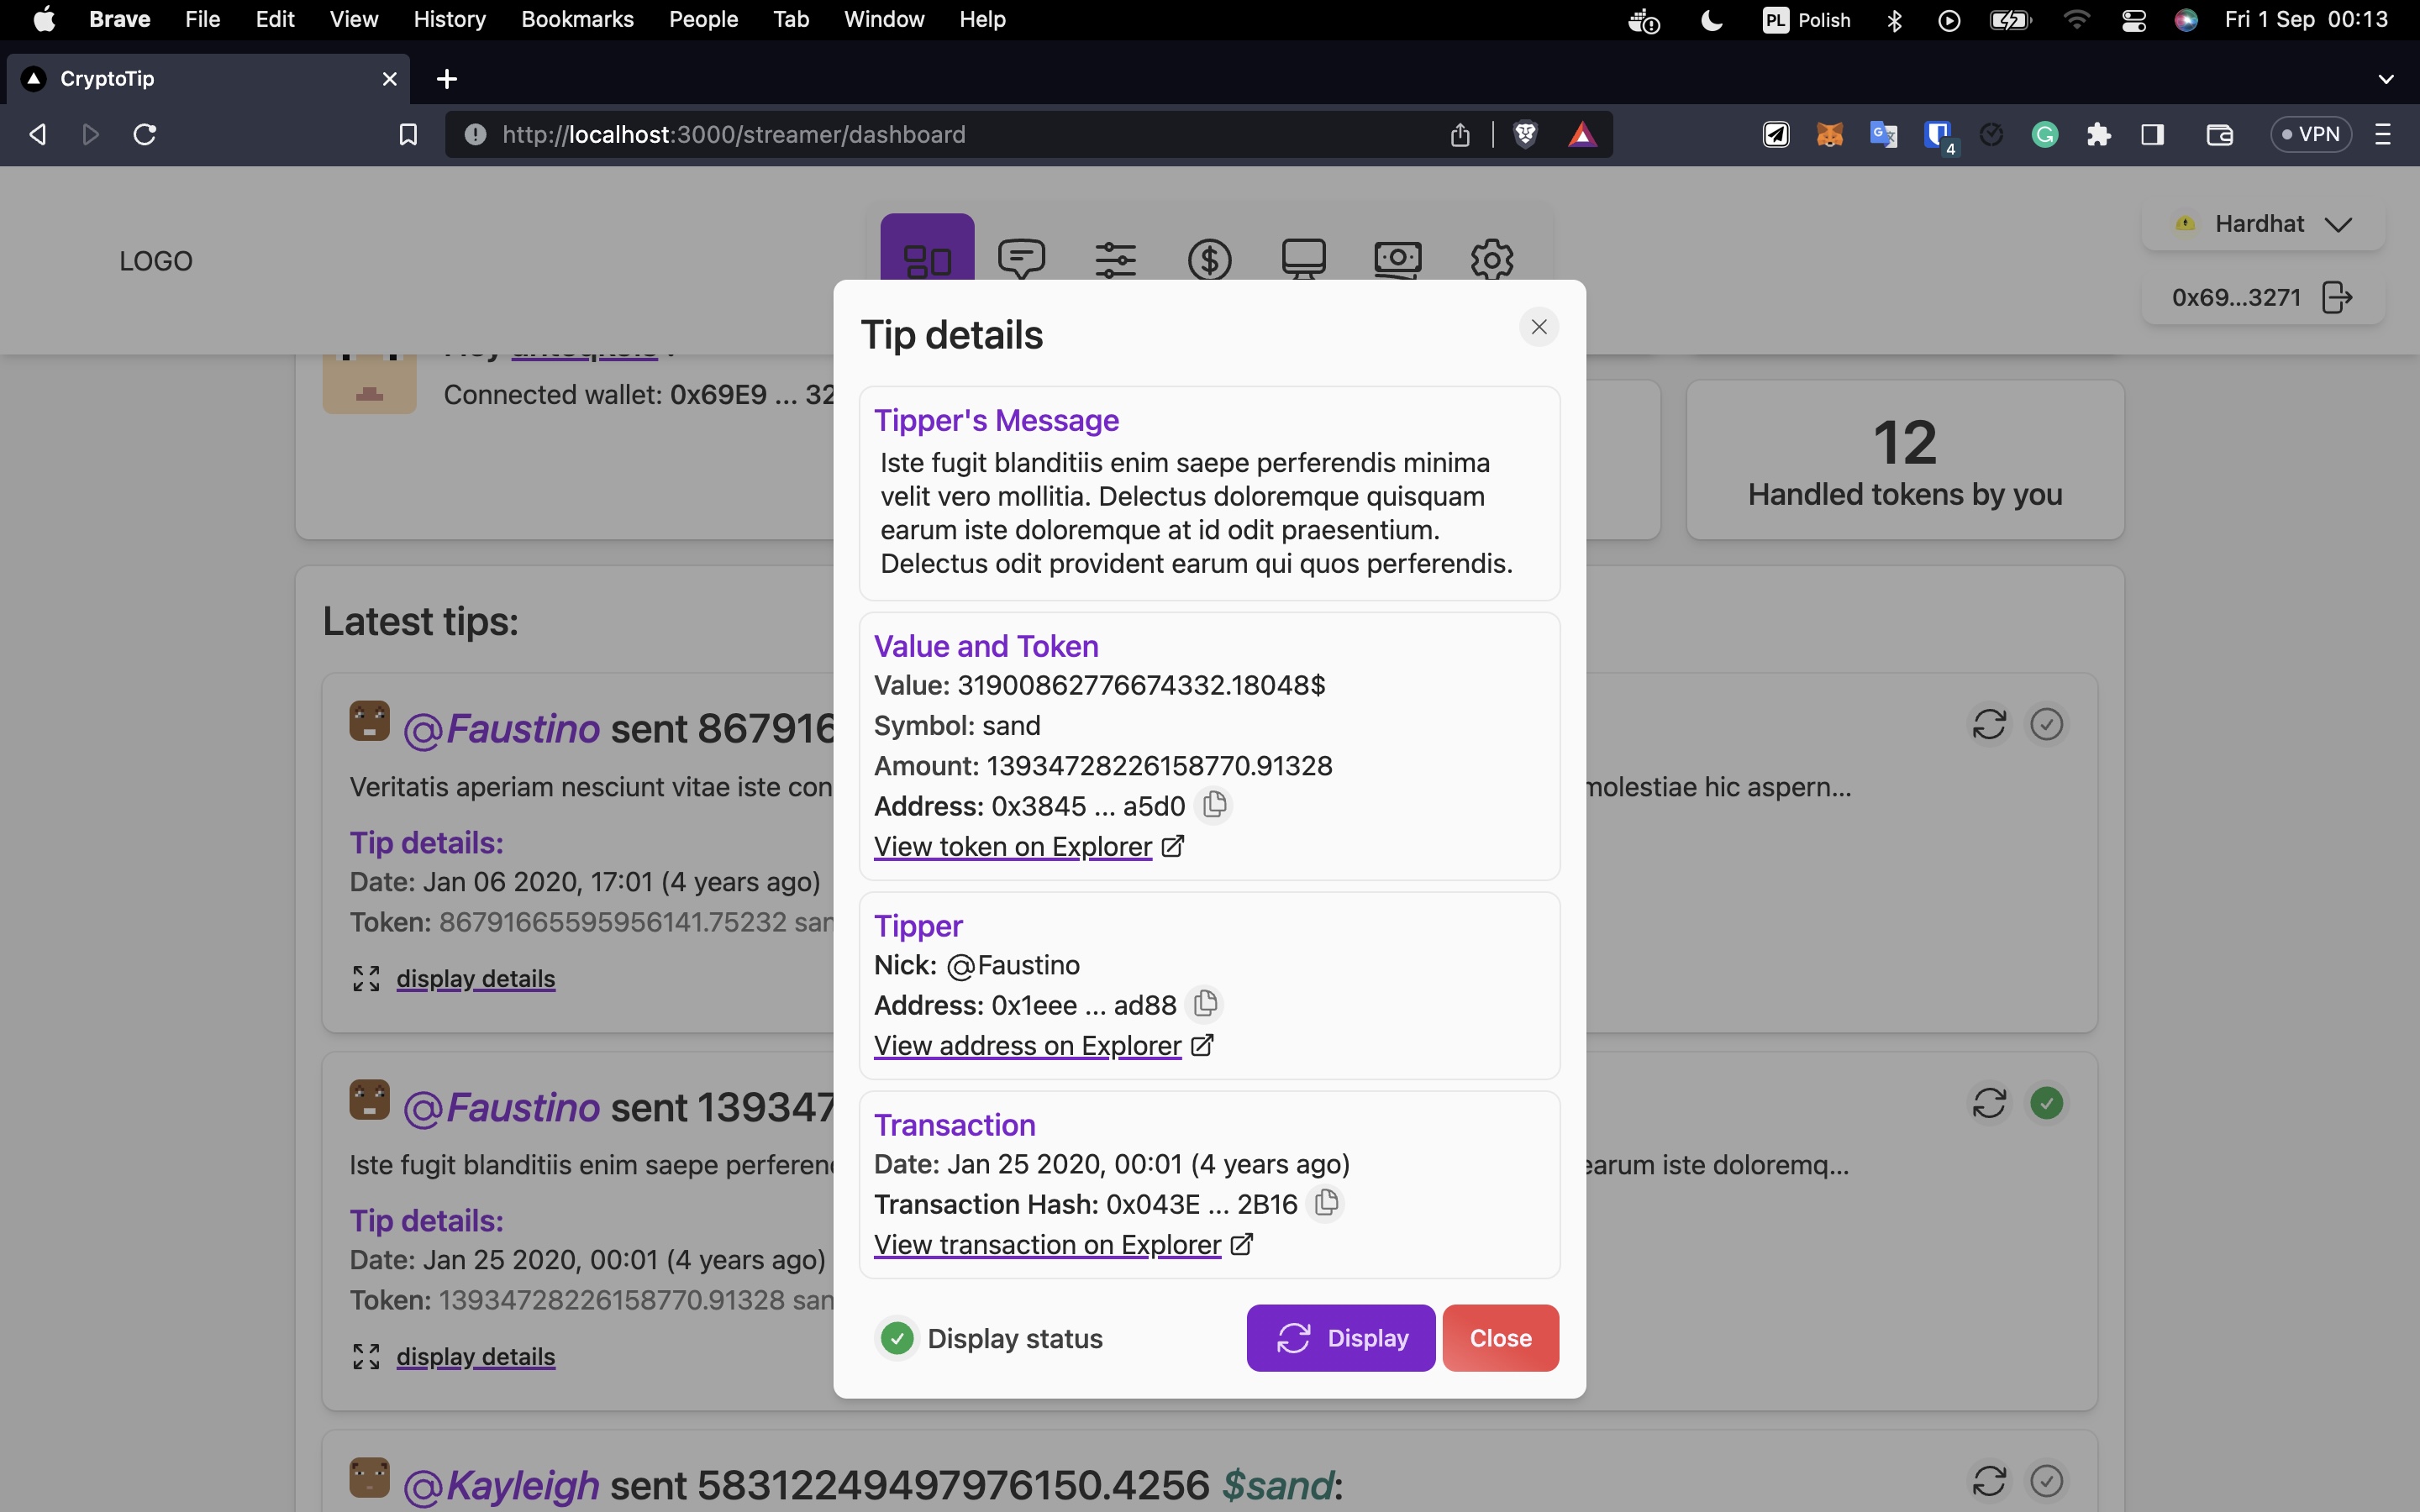 Brave File Edit View History Bookmarks People Tab Window Help PL Polish Fri 1 Sep 00:13
CryptoTip
http://localhost:3000/streamer/dashboard 4 VPN
LOGO
Hardhat
0x69...3271
Connected wallet: 0x69E9 ... 32
12
Handled tokens by you
Latest tips:
@Faustino sent 867916
Veritatis aperiam nesciunt vitae iste con
molestiae hic aspern...
Tip details:
Date: Jan 06 2020, 17:01 (4 years ago)
Token: 86791665595956141.75232 san
display details
@Faustino sent 139347
Iste fugit blanditiis enim saepe perferen
earum iste doloremq...
Tip details:
Date: Jan 25 2020, 00:01 (4 years ago)
Token: 13934728226158770.91328 san
display details
@Kayleigh sent 58312249497976150.4256 $sand:
Tip details
Tipper's Message
Iste fugit blanditiis enim saepe perferendis minima
velit vero mollitia. Delectus doloremque quisquam
earum iste doloremque at id odit praesentium.
Delectus odit provident earum qui quos perferendis.
Value and Token
Value: 31900862776674332.18048$
Symbol: sand
Amount: 13934728226158770.91328
Address: 0x3845 ... a5d0
View token on Explorer
Tipper
Nick: @Faustino
Address: 0x1eee ... ad88
View address on Explorer
Transaction
Date: Jan 25 2020, 00:01 (4 years ago)
Transaction Hash: 0x043E ... 2B16
View transaction on Explorer
Display status
Display
Close